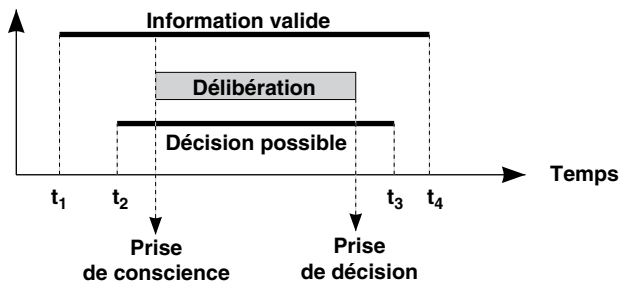 Information valide
Délibération
Décision possible
Temps
t1 t2 t3 t4
Prise
de conscience
Prise
de décision